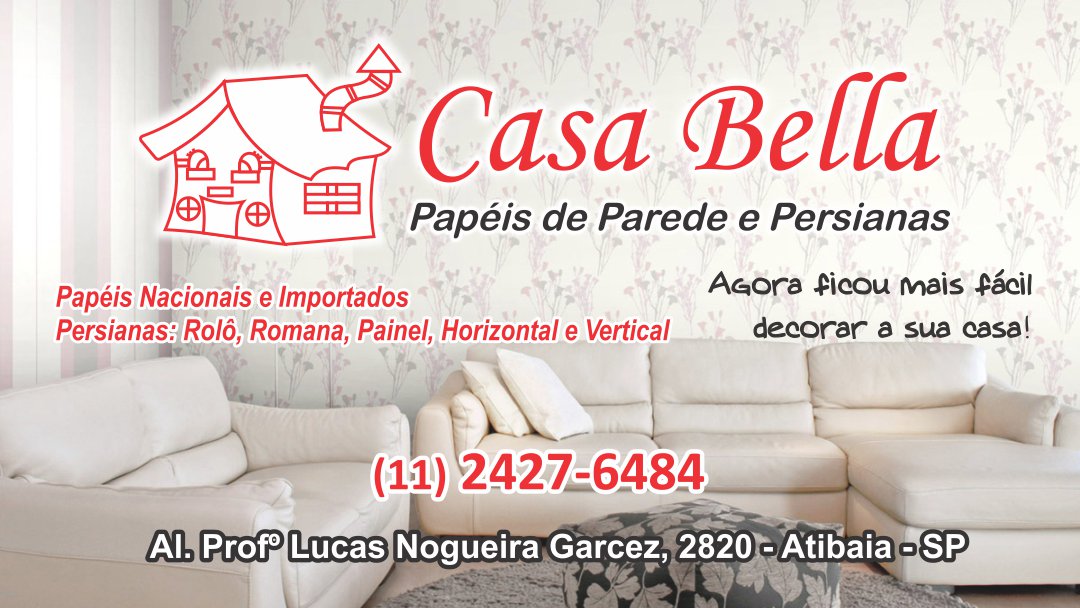 Casa Bella
Papéis de Parede e Persianas
Papéis Nacionais e Importados
Persianas: Rolô, Romana, Painel, Horizontal e Vertical
Agora ficou mais fácil
decorar a sua casa!
(11) 2427-6484
Al. Profº Lucas Nogueira Garcez, 2820 - Atibaia - SP